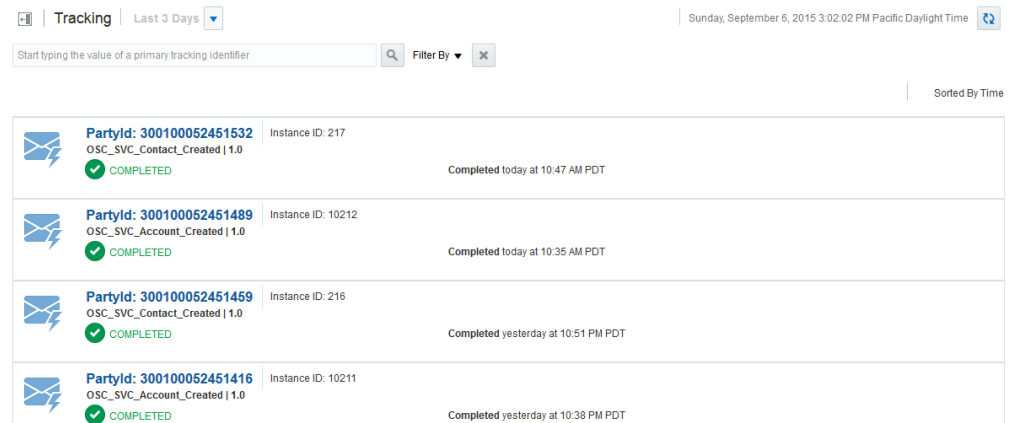 Tracking Last 3 Days Sunday, September 6, 2015 3:02:02 PM Pacific Daylight Time
Start typing the value of a primary tracking identifier Filter By
Sorted By Time
PartyId: 300100052451532 Instance ID: 217
OSC_SVC_Contact_Created | 1.0
COMPLETED Completed today at 10:47 AM PDT
PartyId: 300100052451489 Instance ID: 10212
OSC_SVC_Account_Created | 1.0
COMPLETED Completed today at 10:35 AM PDT
PartyId: 300100052451459 Instance ID: 216
OSC_SVC_Contact_Created | 1.0
COMPLETED Completed yesterday at 10:51 PM PDT
PartyId: 300100052451416 Instance ID: 10211
OSC_SVC_Account_Created | 1.0
COMPLETED Completed yesterday at 10:38 PM PDT